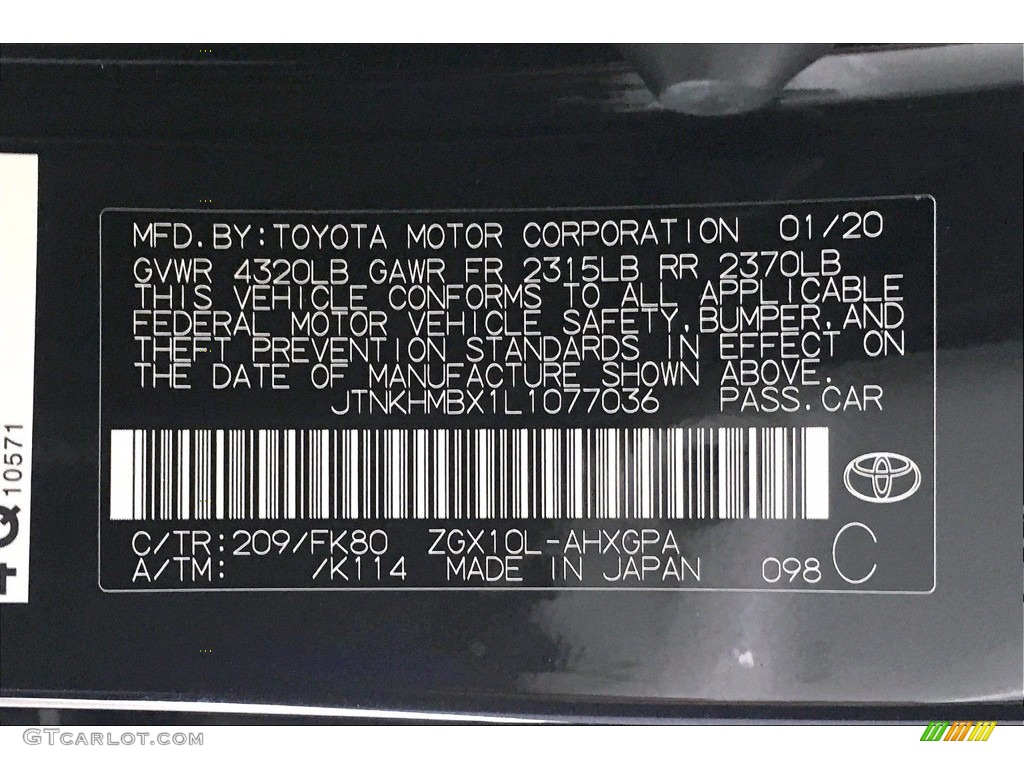 MFD.BY:TOYOTA MOTOR CORPORATION 01/20
GVWR 4320LB GAWR FR 2315LB RR 2370LB
THIS VEHICLE CONFORMS TO ALL APPLICABLE
FEDERAL MOTOR VEHICLE SAFETY,BUMPER,AND
THEFT PREVENTION STANDARDS IN EFFECT ON
THE DATE OF MANUFACTURE SHOWN ABOVE.
JTNKHMBX1L1077036 PASS.CAR
C/TR:209/FK80 ZGX10L-AHXGPA
A/TM: /K114 MADE IN JAPAN 098 C
10571
GTCARLOT.COM